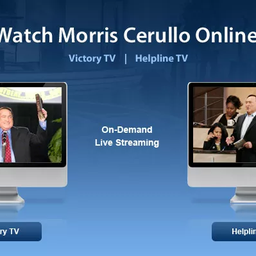 Watch Morris Cerullo Online
Victory TV | Helpline TV
On-Demand
Live Streaming
ry TV
Helplin